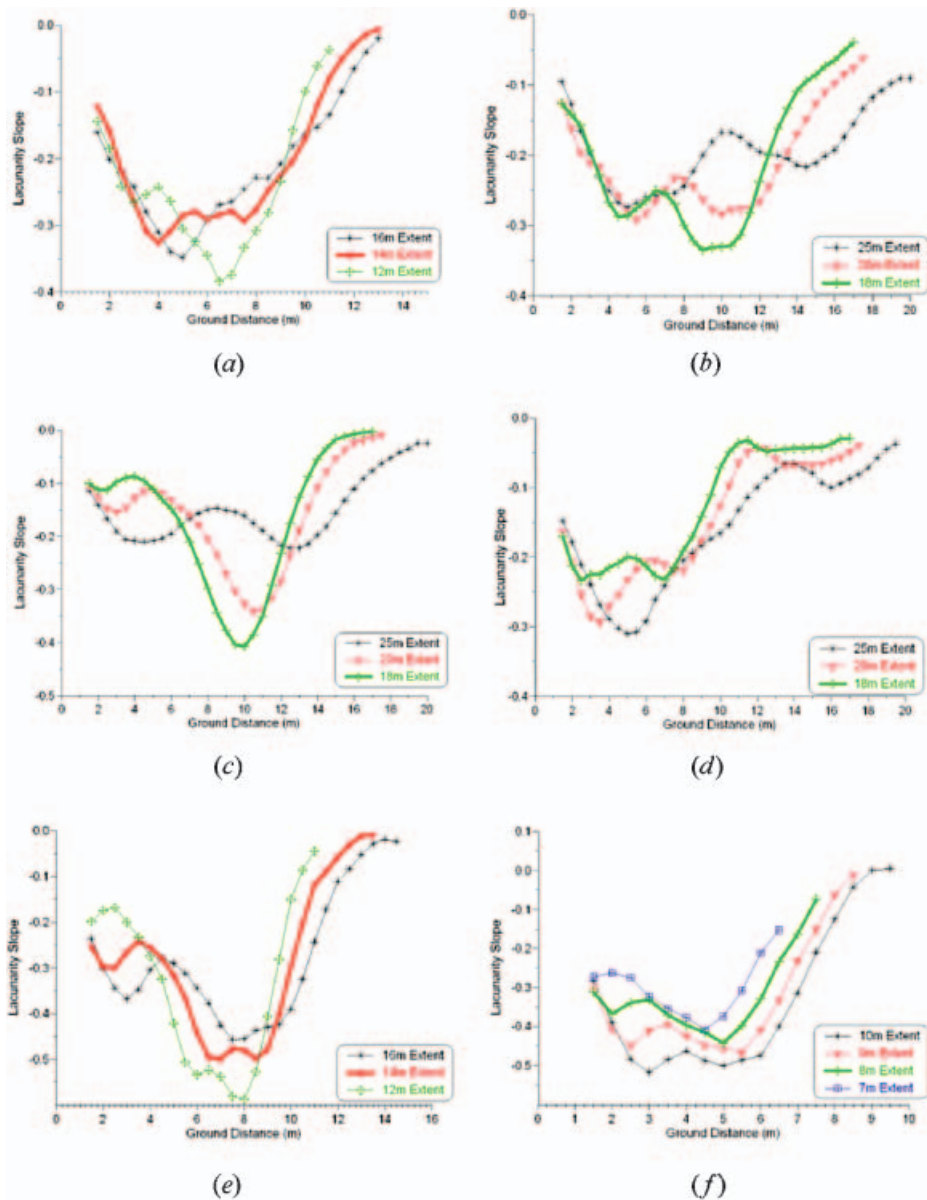 0.0
-0.1
-0.2
-0.3
-0.4
Lacunarity Slope
16m Extent
14m Extent
12m Extent
0 2 4 6 8 10 12 14
Ground Distance (m)
(a)
0.0
-0.1
-0.2
-0.3
-0.4
Lacunarity Slope
25m Extent
20m Extent
18m Extent
0 2 4 6 8 10 12 14 16 18 20
Ground Distance (m)
(b)
0.0
-0.1
-0.2
-0.3
-0.4
-0.5
Lacunarity Slope
25m Extent
20m Extent
18m Extent
0 2 4 6 8 10 12 14 16 18 20
Ground Distance (m)
(c)
0.0
-0.1
-0.2
-0.3
-0.4
Lacunarity Slope
25m Extent
20m Extent
18m Extent
0 2 4 6 8 10 12 14 16 18 20
Ground Distance (m)
(d)
0.0
-0.1
-0.2
-0.3
-0.4
-0.5
Lacunarity Slope
16m Extent
14m Extent
12m Extent
0 2 4 6 8 10 12 14 16
Ground Distance (m)
(e)
0.1
0.0
-0.1
-0.2
-0.3
-0.4
-0.5
Lacunarity Slope
10m Extent
9m Extent
8m Extent
7m Extent
0 1 2 3 4 5 6 7 8 9 10
Ground Distance (m)
(f)